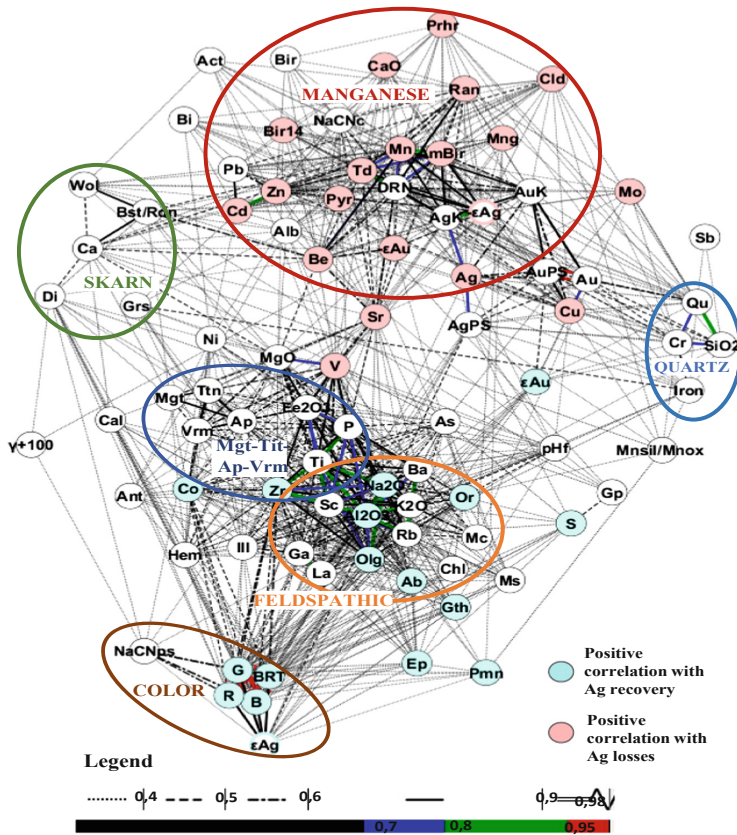 Prhr
Act
Bir
CaO
Cld
MANGANESE
Ran
Bi
NaCNc
Bir14
Mn
AmBir
Mng
Pb
Td
Wol
Zn
DRN
AuK
Mo
Cd
Pyr
AgK
εAg
Bst/Rdn
Alb
Sb
Ca
Be
εAu
SKARN
Ag
AuPS
Au
Di
Grs
Sr
AgPS
Cu
Qu
Ni
Cr
SiO2
MgO
V
QUARTZ
εAu
Iron
Mgt
Ttn
Fe2O3
Ap
P
As
Cal
Vrm
γ+100
Mgt-Tit-
Ap-Vrm
Ti
pHf
Mnsil/Mnox
Ba
Ant
Co
Zr
Na2O
Or
Gp
Sc
K2O
l2O3
S
Rb
Mc
Hem
Ill
Ga
Olg
La
Chl
Ab
Ms
FELDSPATHIC
Gth
NaCNps
G
BRT
Ep
Pmn
COLOR
R
B
εAg
Positive
correlation with
Ag recovery
Positive
correlation with
Ag losses
Legend
0,4
0,5
0,6
0,9
0,98
0,7
0,8
0,95